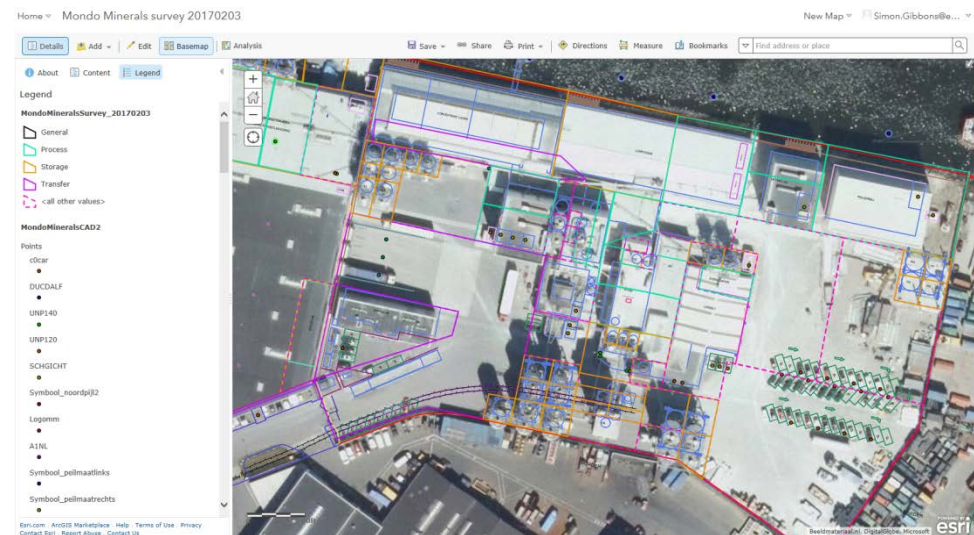 Home Mondo Minerals survey 20170203
New Map Simon.Gibbons@e...
Details Add Edit Basemap Analysis Save Share Print Directions Measure Bookmarks Find address or place
About Content Legend
Legend
MondoMineralsSurvey_20170203
General
Process
Storage
Transfer
<all other values>
MondoMineralsCAD2
Points
c0car
DUCDALF
UNP140
UNP120
SCHGICHT
Symbool_noordpijl2
Logomm
A1NL
Symbool_peilmaatlinks
Symbool_peilmaatrechts
Esri.com ArcGIS Marketplace Help Terms of Use Privacy
Contact Esri Report Abuse Contact Us
Beeldmateriaal.nl, DigitalGlobe, Microsoft
POWERED BY
esri